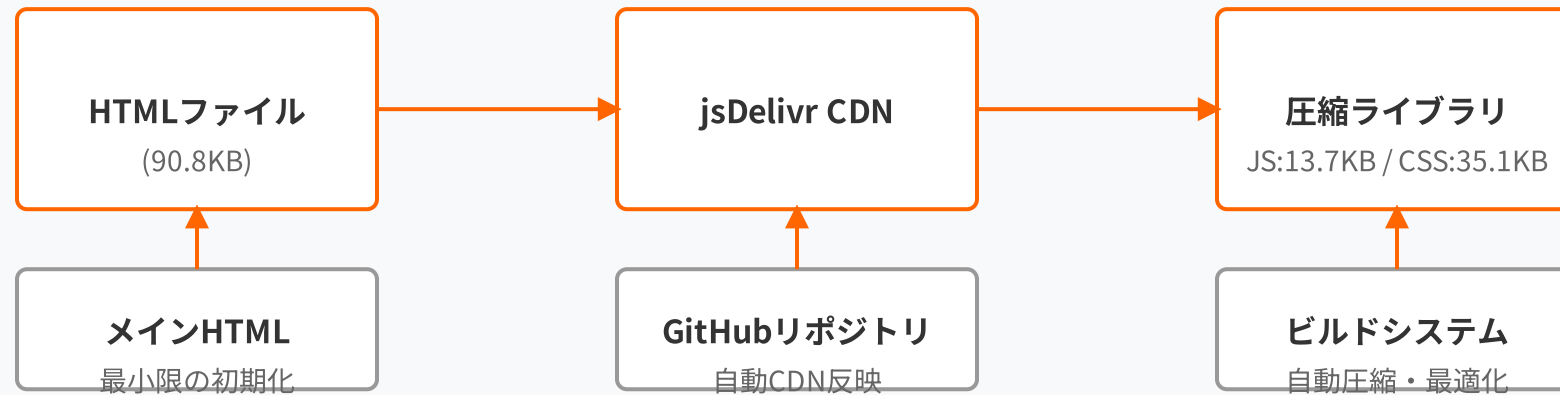 HTMLファイル
(90.8KB)
jsDelivr CDN
圧縮ライブラリ
JS:13.7KB / CSS:35.1KB
メインHTML
最小限の初期化
GitHubリポジトリ
自動CDN反映
ビルドシステム
自動圧縮・最適化